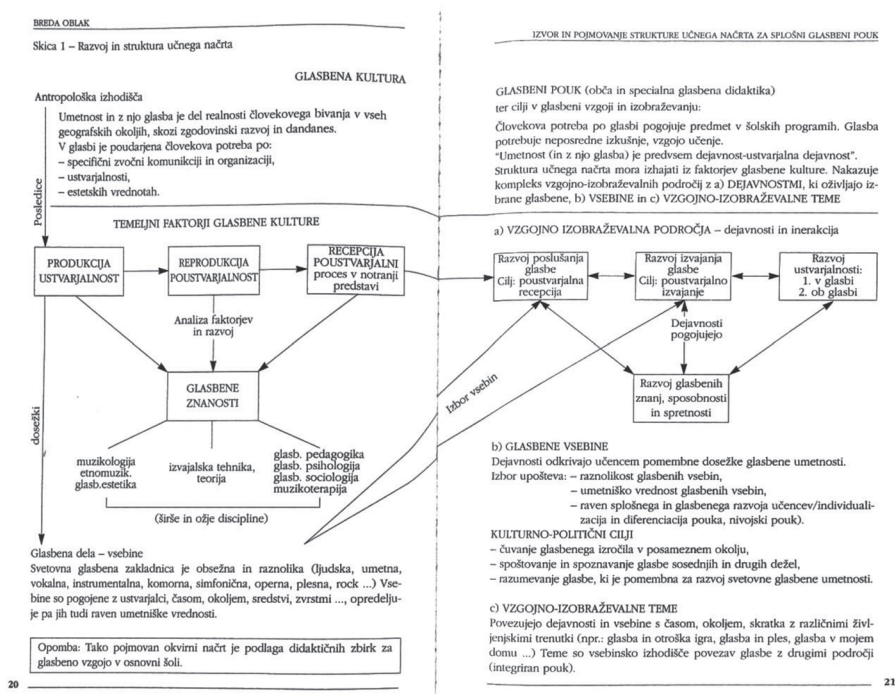 BREDA OBLAK
Skica 1 – Razvoj in struktura učnega načrta
GLASBENA KULTURA
Antropološka izhodišča
Umetnost in z njo glasba je del realnosti človekovega bivanja v vseh
geografskih okoljih, skozi zgodovinski razvoj in dandanes.
V glasbi je poudarjena človekova potreba po:
– specifični zvočni komunikciji in organizaciji,
– ustvarjalnosti,
– estetskih vrednotah.
Posledice
TEMELJNI FAKTORJI GLASBENE KULTURE
PRODUKCIJA
USTVARJALNOST
REPRODUKCIJA
POUSTVARJALNOST
RECEPCIJA
POUSTVARJALNI
proces v notranji
predstavi
Analiza faktorjev
in razvoj
GLASBENE
ZNANOSTI
dosežki
muzikologija
etnomuzik.
glasb.estetika
izvajalska tehnika,
teorija
glasb. pedagogika
glasb. psihologija
glasb. sociologija
muzikoterapija
(širše in ožje discipline)
Glasbena dela – vsebine
Svetovna glasbena zakladnica je obsežna in raznolika (ljudska, umetna,
vokalna, instrumentalna, komorna, simfonična, operna, plesna, rock ...) Vse-
bine so pogojene z ustvarjalci, časom, okoljem, sredstvi, zvrstmi ..., opredelju-
je pa jih tudi raven umetniške vrednosti.
Opomba: Tako pojmovan okvirni načrt je podlaga didaktičnih zbirk za
glasbeno vzgojo v osnovni šoli.
20
IZVOR IN POJMOVANJE STRUKTURE UČNEGA NAČRTA ZA SPLOŠNI GLASBENI POUK
GLASBENI POUK (obča in specialna glasbena didaktika)
ter cilji v glasbeni vzgoji in izobraževanju:
Človekova potreba po glasbi pogojuje predmet v šolskih programih. Glasba
potrebuje neposredne izkušnje, vzgojo učenje.
"Umetnost (in z njo glasba) je predvsem dejavnost-ustvarjalna dejavnost".
Struktura učnega načrta mora izhajati iz faktorjev glasbene kulture. Nakazuje
kompleks vzgojno-izobraževalnih področij z a) DEJAVNOSTMI, ki oživljajo iz-
brane glasbene, b) VSEBINE in c) VZGOJNO-IZOBRAŽEVALNE TEME
a) VZGOJNO IZOBRAŽEVALNA PODROČJA – dejavnosti in inerakcija
Razvoj poslušanja
glasbe
Cilj: poustvarjalna
recepcija
Razvoj izvajanja
glasbe
Cilj: poustvarjalno
izvajanje
Razvoj
ustvarjalnosti:
1. v glasbi
2. ob glasbi
Dejavnosti
pogojujejo
Razvoj glasbenih
znanj, sposobnosti
in spretnosti
Izbor vsebin
b) GLASBENE VSEBINE
Dejavnosti odkrivajo učencem pomembne dosežke glasbene umetnosti.
Izbor upošteva: – raznolikost glasbenih vsebin,
– umetniško vrednost glasbenih vsebin,
– raven splošnega in glasbenega razvoja učencev/individuali-
zacija in diferenciacija pouka, nivojski pouk).
KULTURNO-POLITIČNI CILJI
– čuvanje glasbenega izročila v posameznem okolju,
– spoštovanje in spoznavanje glasbe sosednjih in drugih dežel,
– razumevanje glasbe, ki je pomembna za razvoj svetovne glasbene umetnosti.
c) VZGOJNO-IZOBRAŽEVALNE TEME
Povezujejo dejavnosti in vsebine s časom, okoljem, skratka z različnimi življ-
jenjskimi trenutki (npr.: glasba in otroška igra, glasba in ples, glasba v mojem
domu ...) Teme so vsebinsko izhodišče povezav glasbe z drugimi področji
(integriran pouk).
21